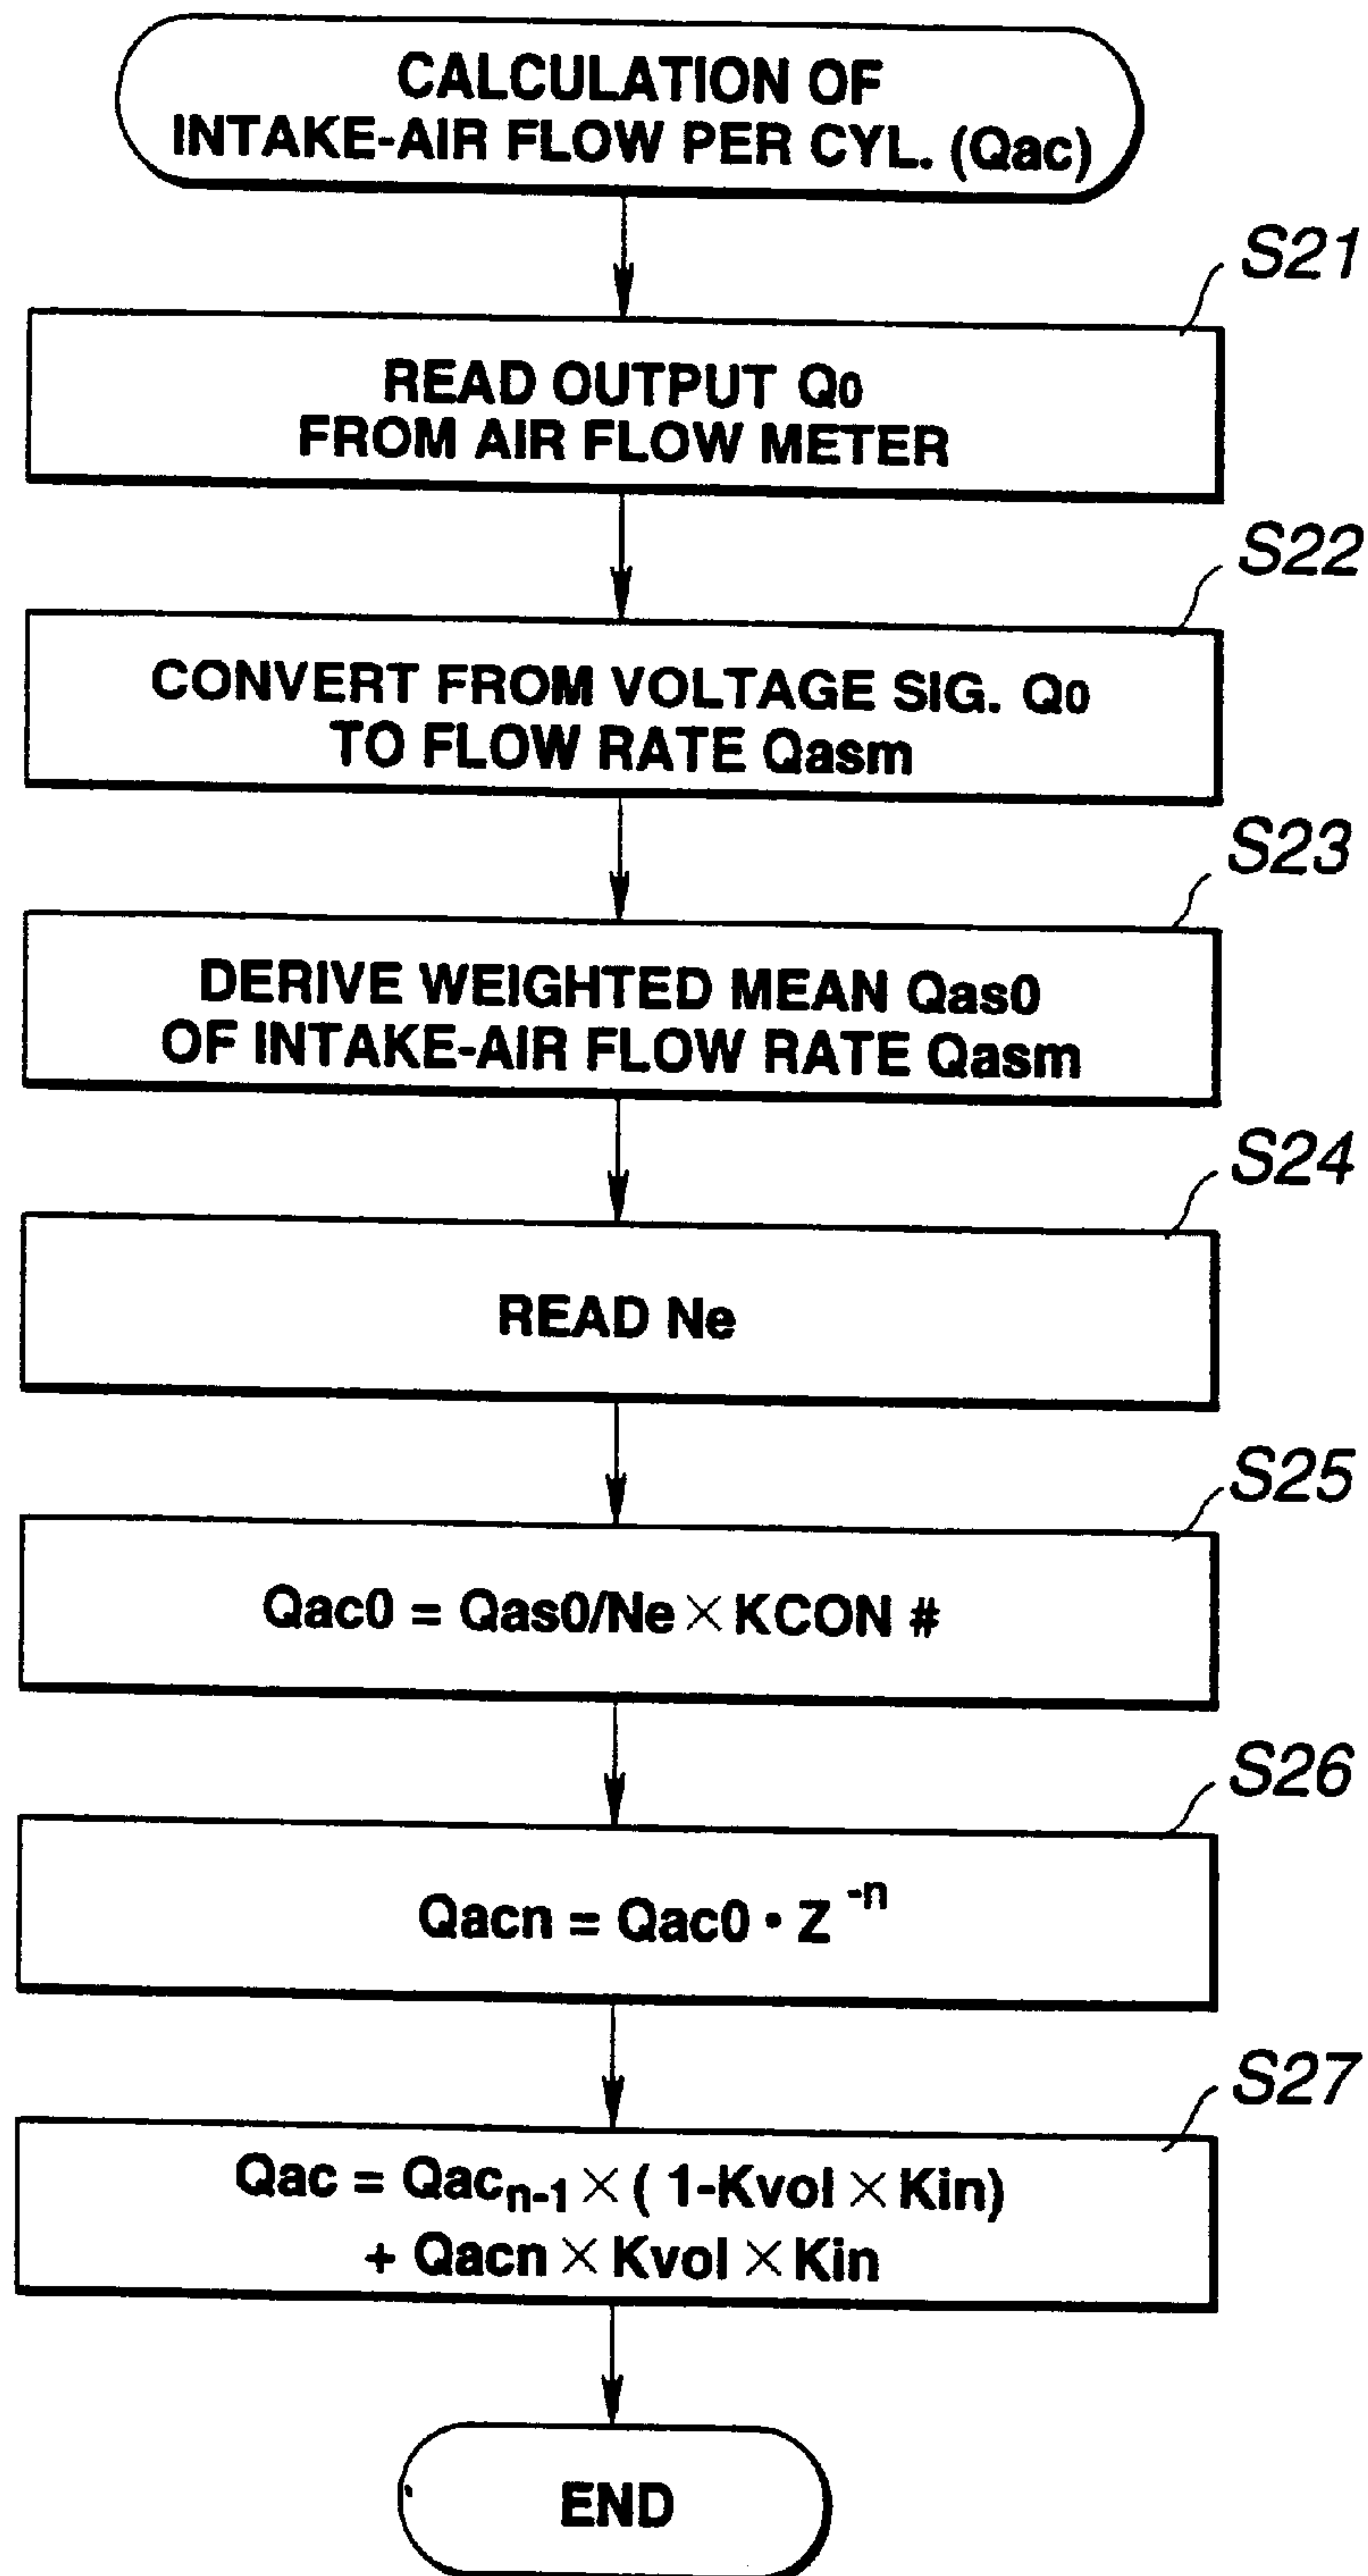 CALCULATION OF
INTAKE-AIR FLOW PER CYL. (Qac)
S21
READ OUTPUT Q0
FROM AIR FLOW METER
S22
CONVERT FROM VOLTAGE SIG. Q0
TO FLOW RATE Qasm
S23
DERIVE WEIGHTED MEAN Qas0
OF INTAKE-AIR FLOW RATE Qasm
S24
READ Ne
S25
Qac0 = Qas0/Ne × KCON #
S26
Qacn = Qac0 • Z⁻ⁿ
S27
Qac = Qacₙ₋₁ × ( 1-Kvol × Kin)
+ Qacn × Kvol × Kin
END